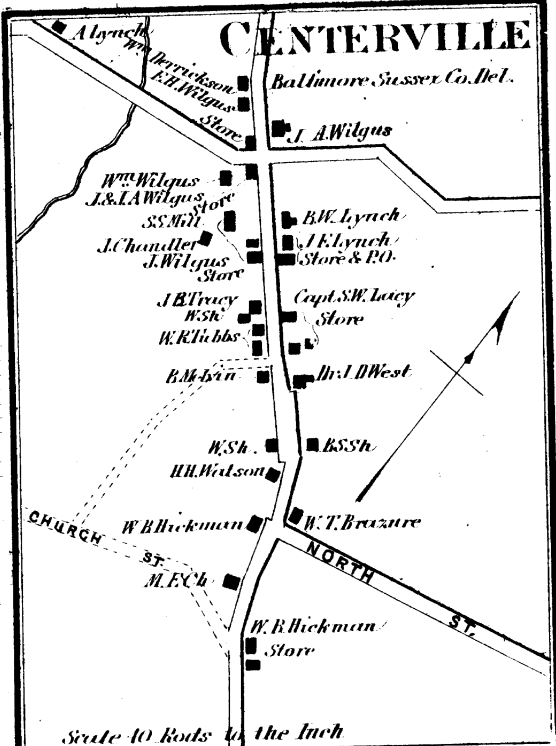 CENTERVILLE
Baltimore Sussex Co. Del.
A Lynch
Wm Derrickson
E.H. Wilgus
Store
J. A. Wilgus
Wm Wilgus
J. & I. A Wilgus
Store
S.S. Mill
B.W. Lynch
J. Chandler
J.F. Lynch
J. Wilgus
Store
Store & P.O.
J B. Tracy
W. Sh
Capt. S.W. Lacy
Store
W.R. Tubbs
Dr J. D West
W. Sh.
B S Sh
H.H. Watson
W B Hickman
W. T. Brazure
CHURCH ST.
NORTH ST.
M. E Ch
W. B. Hickman
Store
Scale 40 Rods to the Inch